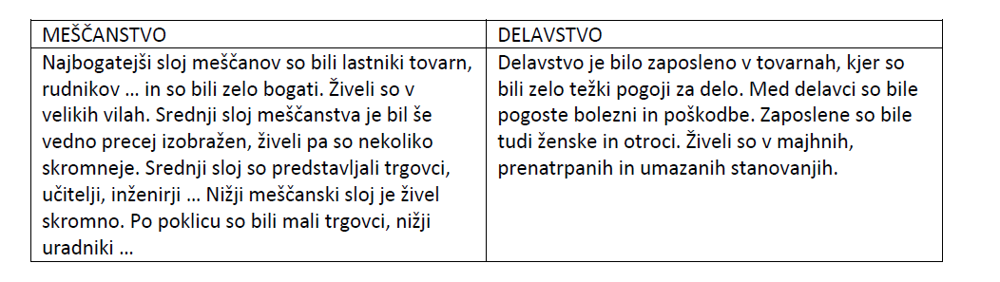 MEŠČANSTVO
DELAVSTVO
Najbogatejši sloj meščanov so bili lastniki tovarn,
rudnikov … in so bili zelo bogati. Živeli so v
velikih vilah. Srednji sloj meščanstva je bil še
vedno precej izobražen, živeli pa so nekoliko
skromneje. Srednji sloj so predstavljali trgovci,
učitelji, inženirji … Nižji meščanski sloj je živel
skromno. Po poklicu so bili mali trgovci, nižji
uradniki …
Delavstvo je bilo zaposleno v tovarnah, kjer so
bili zelo težki pogoji za delo. Med delavci so bile
pogoste bolezni in poškodbe. Zaposlene so bile
tudi ženske in otroci. Živeli so v majhnih,
prenatrpanih in umazanih stanovanjih.